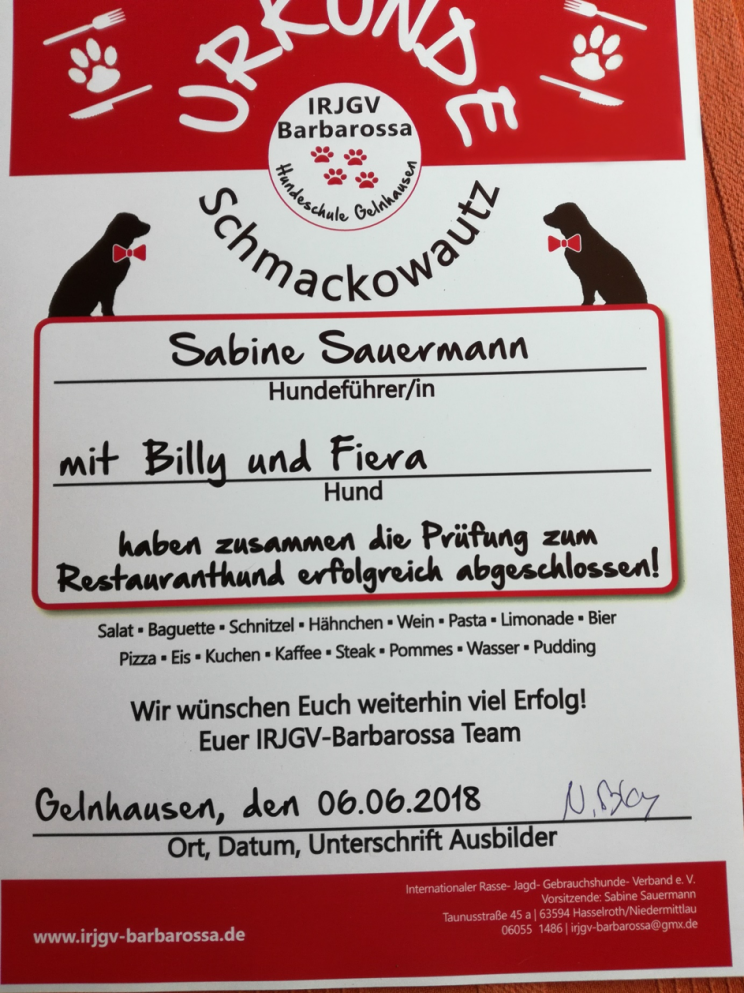 URKUNDE
IRJGV
Barbarossa
Hundeschule Gelnhausen
Schmackowautz
Sabine Sauermann
Hundeführer/in
mit Billy und Fiera
Hund
haben zusammen die Prüfung zum
Restauranthund erfolgreich abgeschlossen!
Salat ▪ Baguette ▪ Schnitzel ▪ Hähnchen ▪ Wein ▪ Pasta ▪ Limonade ▪ Bier
Pizza ▪ Eis ▪ Kuchen ▪ Kaffee ▪ Steak ▪ Pommes ▪ Wasser ▪ Pudding
Wir wünschen Euch weiterhin viel Erfolg!
Euer IRJGV-Barbarossa Team
Gelnhausen, den 06.06.2018
Ort, Datum, Unterschrift Ausbilder
Internationaler Rasse- Jagd- Gebrauchshunde- Verband e. V.
Vorsitzende: Sabine Sauermann
Taunusstraße 45 a | 63594 Hasselroth/Niedermittlau
06055 1486 | irjgv-barbarossa@gmx.de
www.irjgv-barbarossa.de